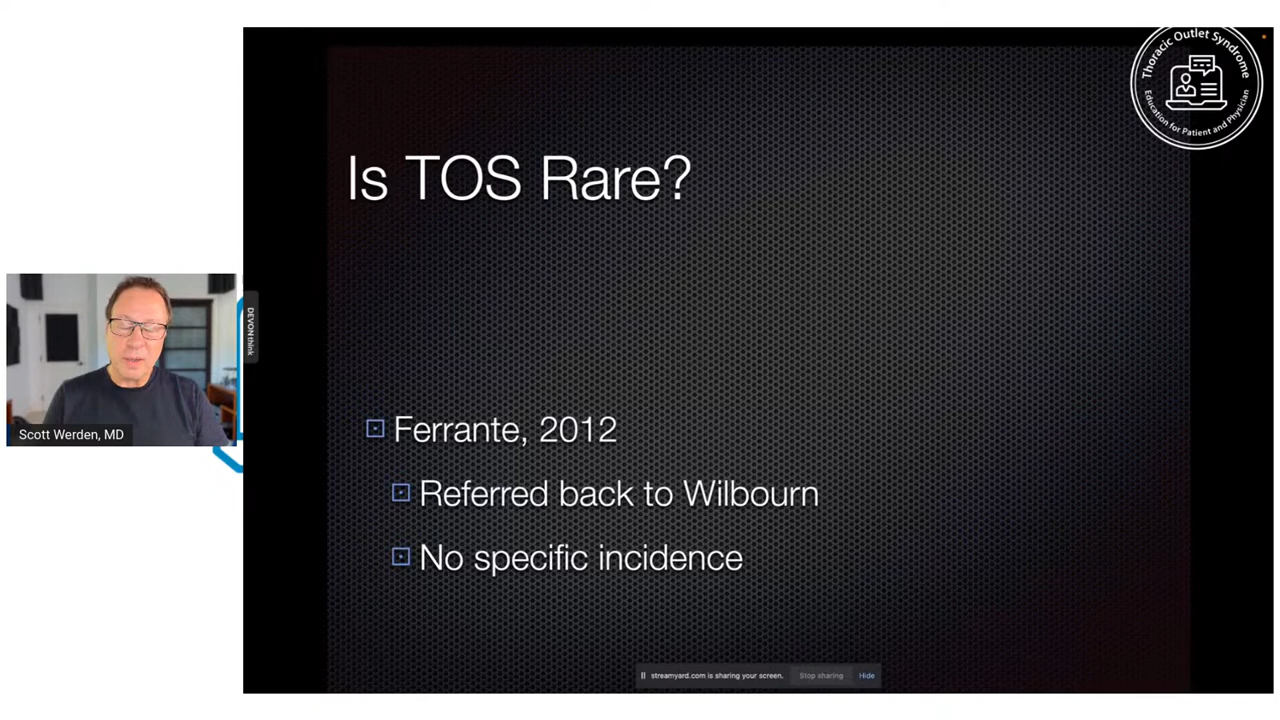 Thoracic Outlet Syndrome
Education for Patient and Physician
Is TOS Rare?
DEVONthink
Scott Werden, MD
Ferrante, 2012
Referred back to Wilbourn
No specific incidence
streamyard.com is sharing your screen.
Stop sharing
Hide